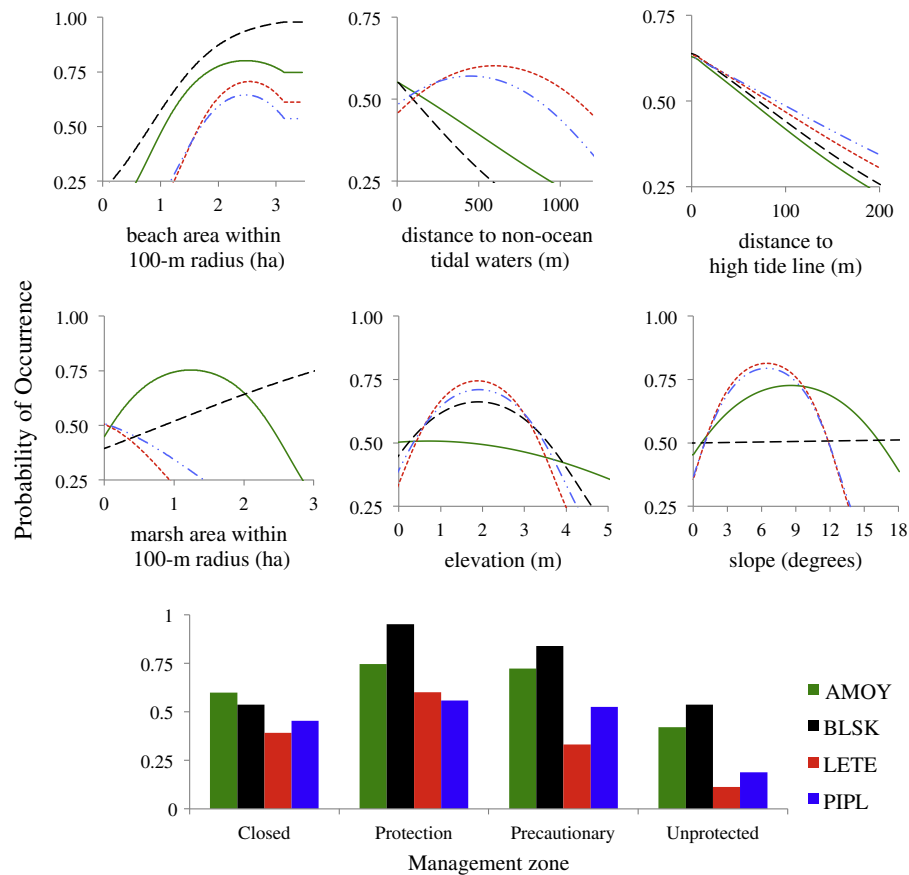 Probability of Occurrence
1.00
0.75
0.50
0.25
0
1
2
3
beach area within
100-m radius (ha)
0.75
0.50
0.25
0
500
1000
distance to non-ocean
tidal waters (m)
0.75
0.50
0.25
0
100
200
distance to
high tide line (m)
1.00
0.75
0.50
0.25
0
1
2
3
marsh area within
100-m radius (ha)
1.00
0.75
0.50
0.25
0
1
2
3
4
5
elevation (m)
1.00
0.75
0.50
0.25
0
3
6
9
12
15
18
slope (degrees)
1
0.75
0.5
0.25
0
Closed
Protection
Precautionary
Unprotected
Management zone
AMOY
BLSK
LETE
PIPL